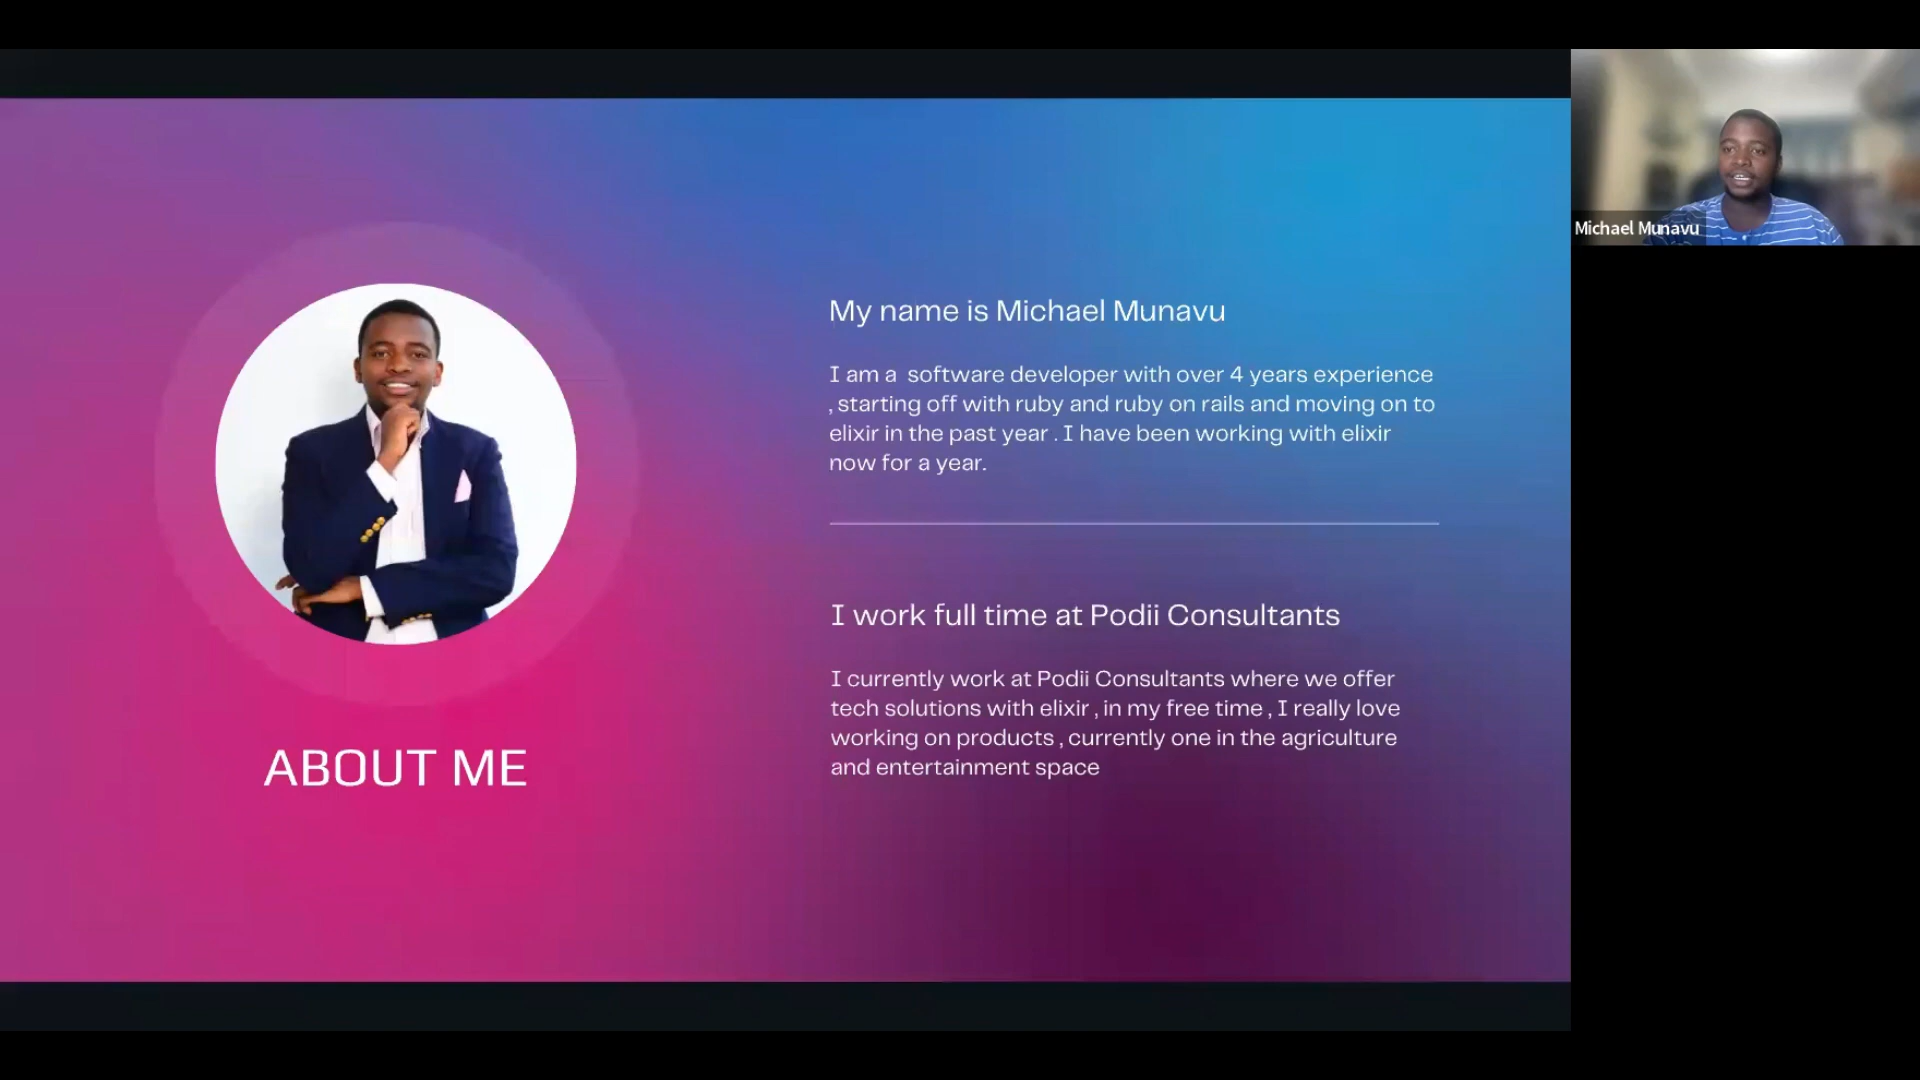 My name is Michael Munavu
I am a  software developer with over 4 years experience
, starting off with ruby and ruby on rails and moving on to
elixir in the past year . I have been working with elixir
now for a year.
I work full time at Podii Consultants
I currently work at Podii Consultants where we offer
tech solutions with elixir , in my free time , I really love
working on products , currently one in the agriculture
and entertainment space
ABOUT ME
Michael Munavu